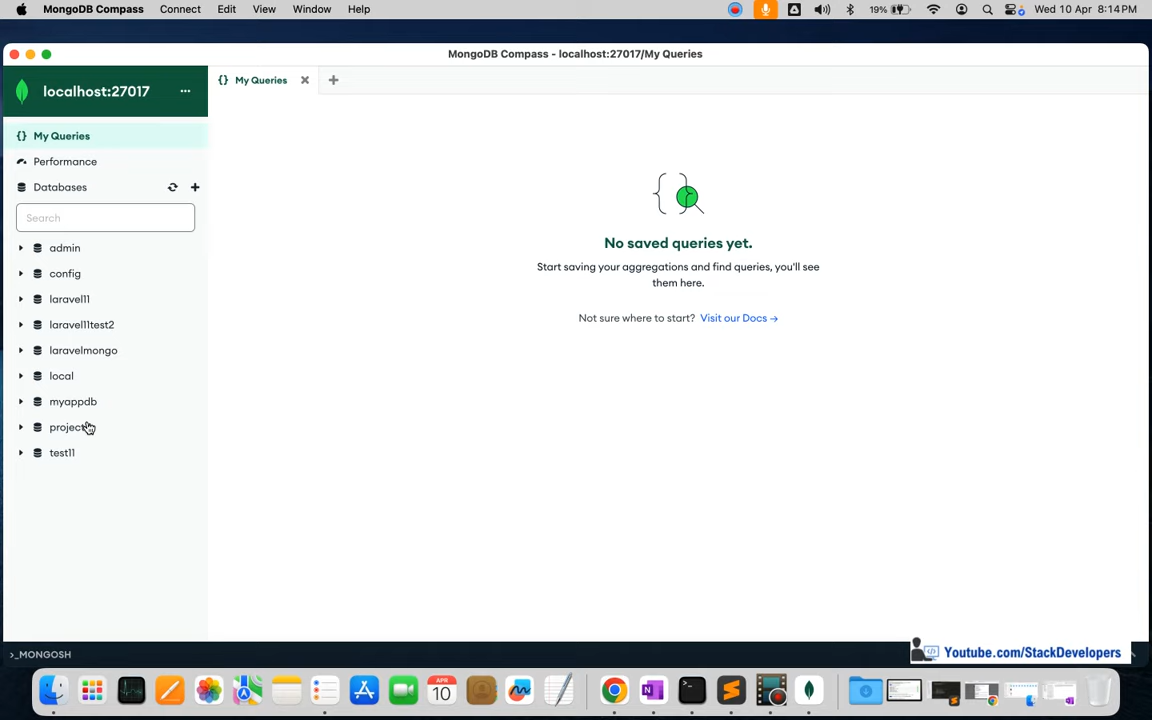 MongoDB Compass Connect Edit View Window Help 19% Wed 10 Apr 8:14 PM
MongoDB Compass - localhost:27017/My Queries
localhost:27017 ...
{} My Queries
+
{} My Queries
Performance
Databases
Search
admin
config
laravel11
laravel11test2
laravelmongo
local
myappdb
test11
No saved queries yet.
Start saving your aggregations and find queries, you'll see
them here.
Not sure where to start? Visit our Docs →
>_MONGOSH
Youtube.com/StackDevelopers
APR
10